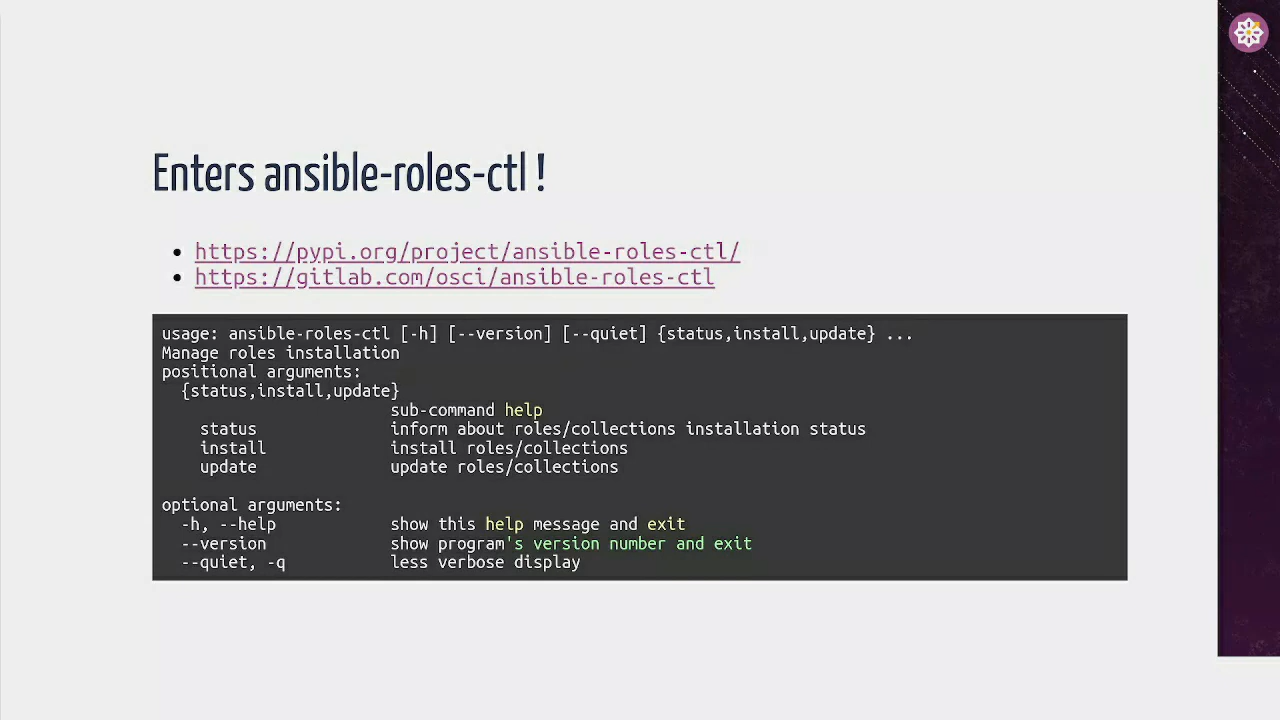 Enters ansible-roles-ctl !
https://pypi.org/project/ansible-roles-ctl/
https://gitlab.com/osci/ansible-roles-ctl
usage: ansible-roles-ctl [-h] [--version] [--quiet] {status,install,update} ...
Manage roles installation
positional arguments:
  {status,install,update}
                        sub-command help
    status              inform about roles/collections installation status
    install             install roles/collections
    update              update roles/collections
optional arguments:
  -h, --help            show this help message and exit
  --version             show program's version number and exit
  --quiet, -q           less verbose display